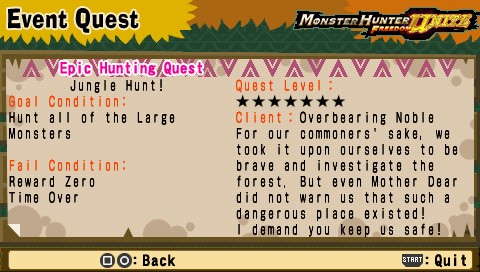 Event Quest
MONSTER HUNTER
FREEDOM UNITE
Epic Hunting Quest
Jungle Hunt!
Goal Condition:
Hunt all of the Large
Monsters
Fail Condition:
Reward Zero
Time Over
Quest Level:
★★★★★★★
Client: Overbearing Noble
For our commoners' sake, we
took it upon ourselves to be
brave and investigate the
forest. But even Mother Dear
did not warn us that such a
dangerous place existed!
I demand you keep us safe!
: Back
START : Quit